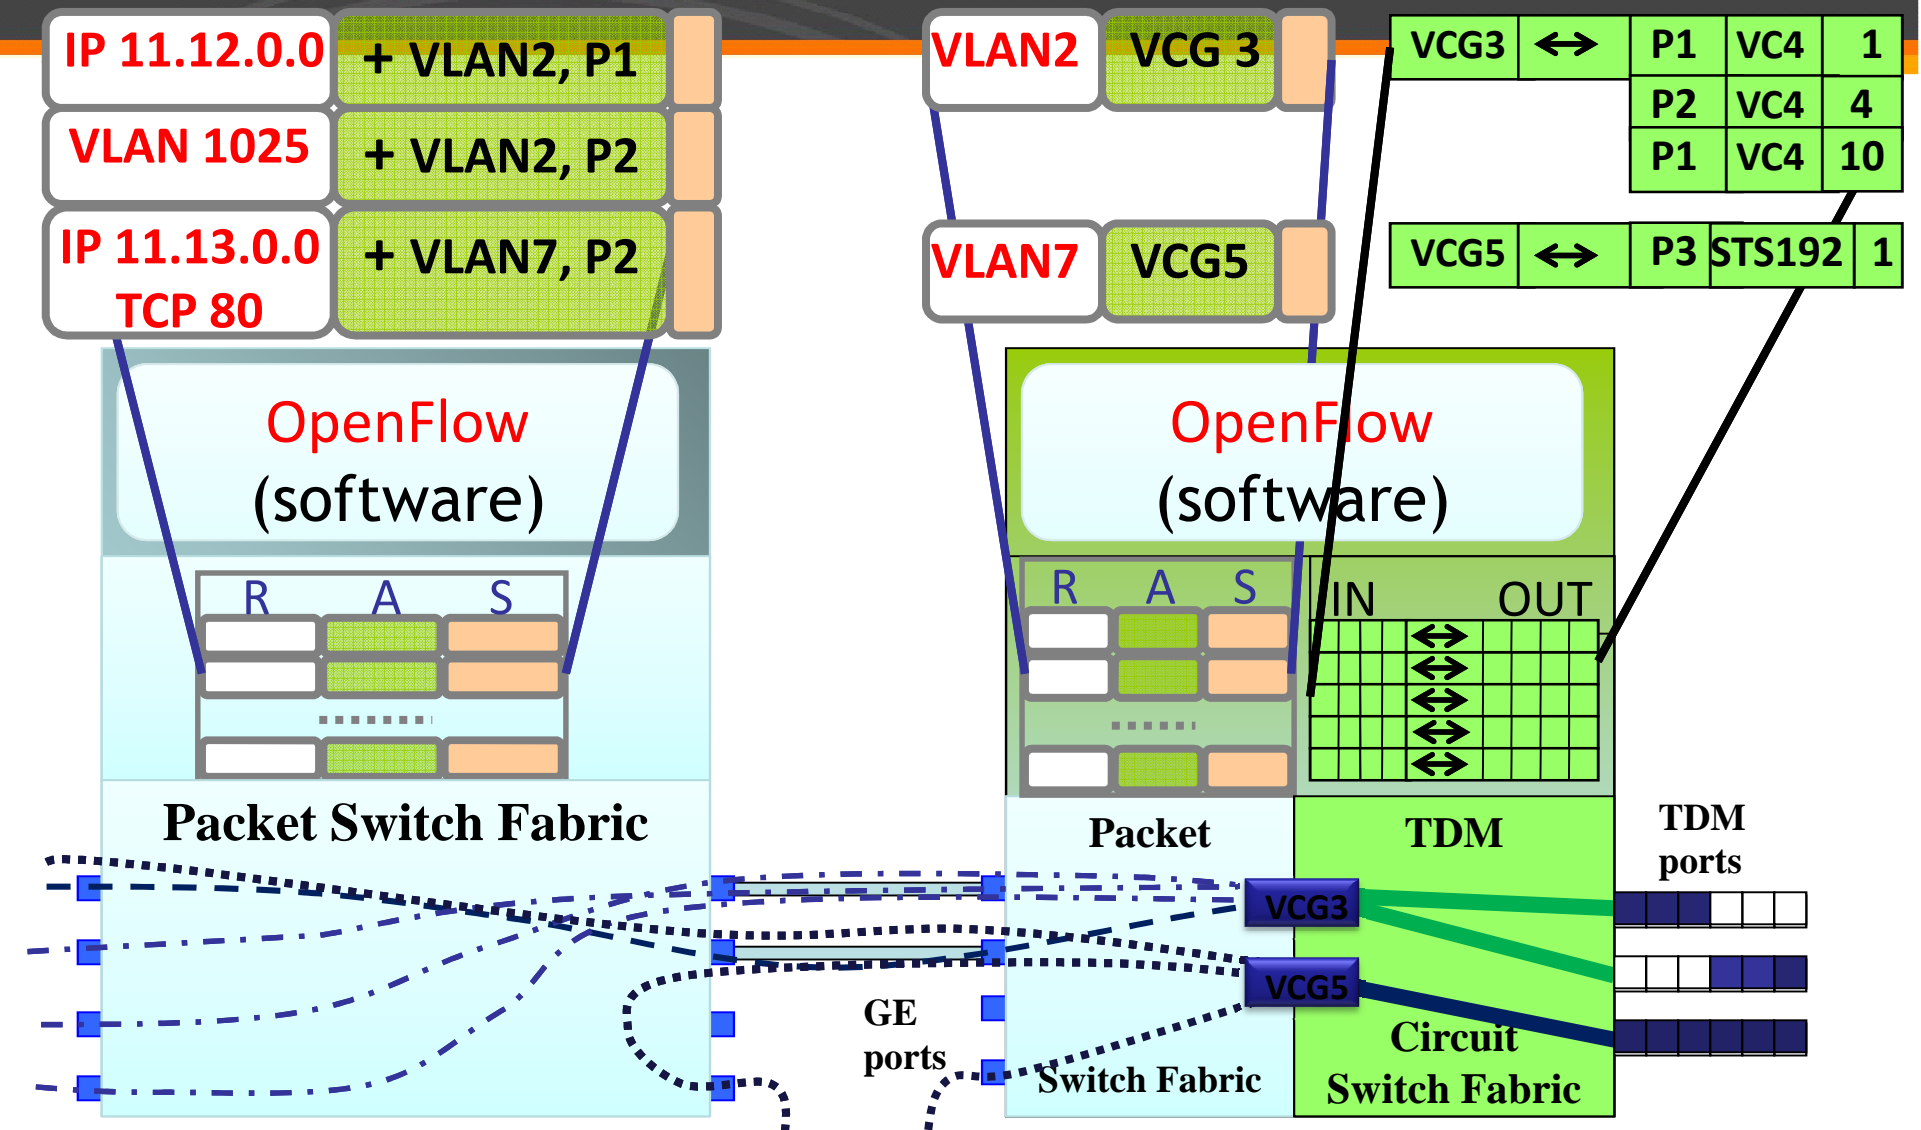 IP 11.12.0.0 + VLAN2, P1
VLAN 1025 + VLAN2, P2
IP 11.13.0.0 + VLAN7, P2
TCP 80
VLAN2 VCG 3
VLAN7 VCG5
VCG3 P1 VC4 1
P2 VC4 4
P1 VC4 10
VCG5 P3 STS192 1
OpenFlow
(software)
R A S
Packet Switch Fabric
OpenFlow
(software)
R A S
IN OUT
Packet
TDM
TDM
ports
VCG3
VCG5
GE
ports
Switch Fabric
Circuit
Switch Fabric